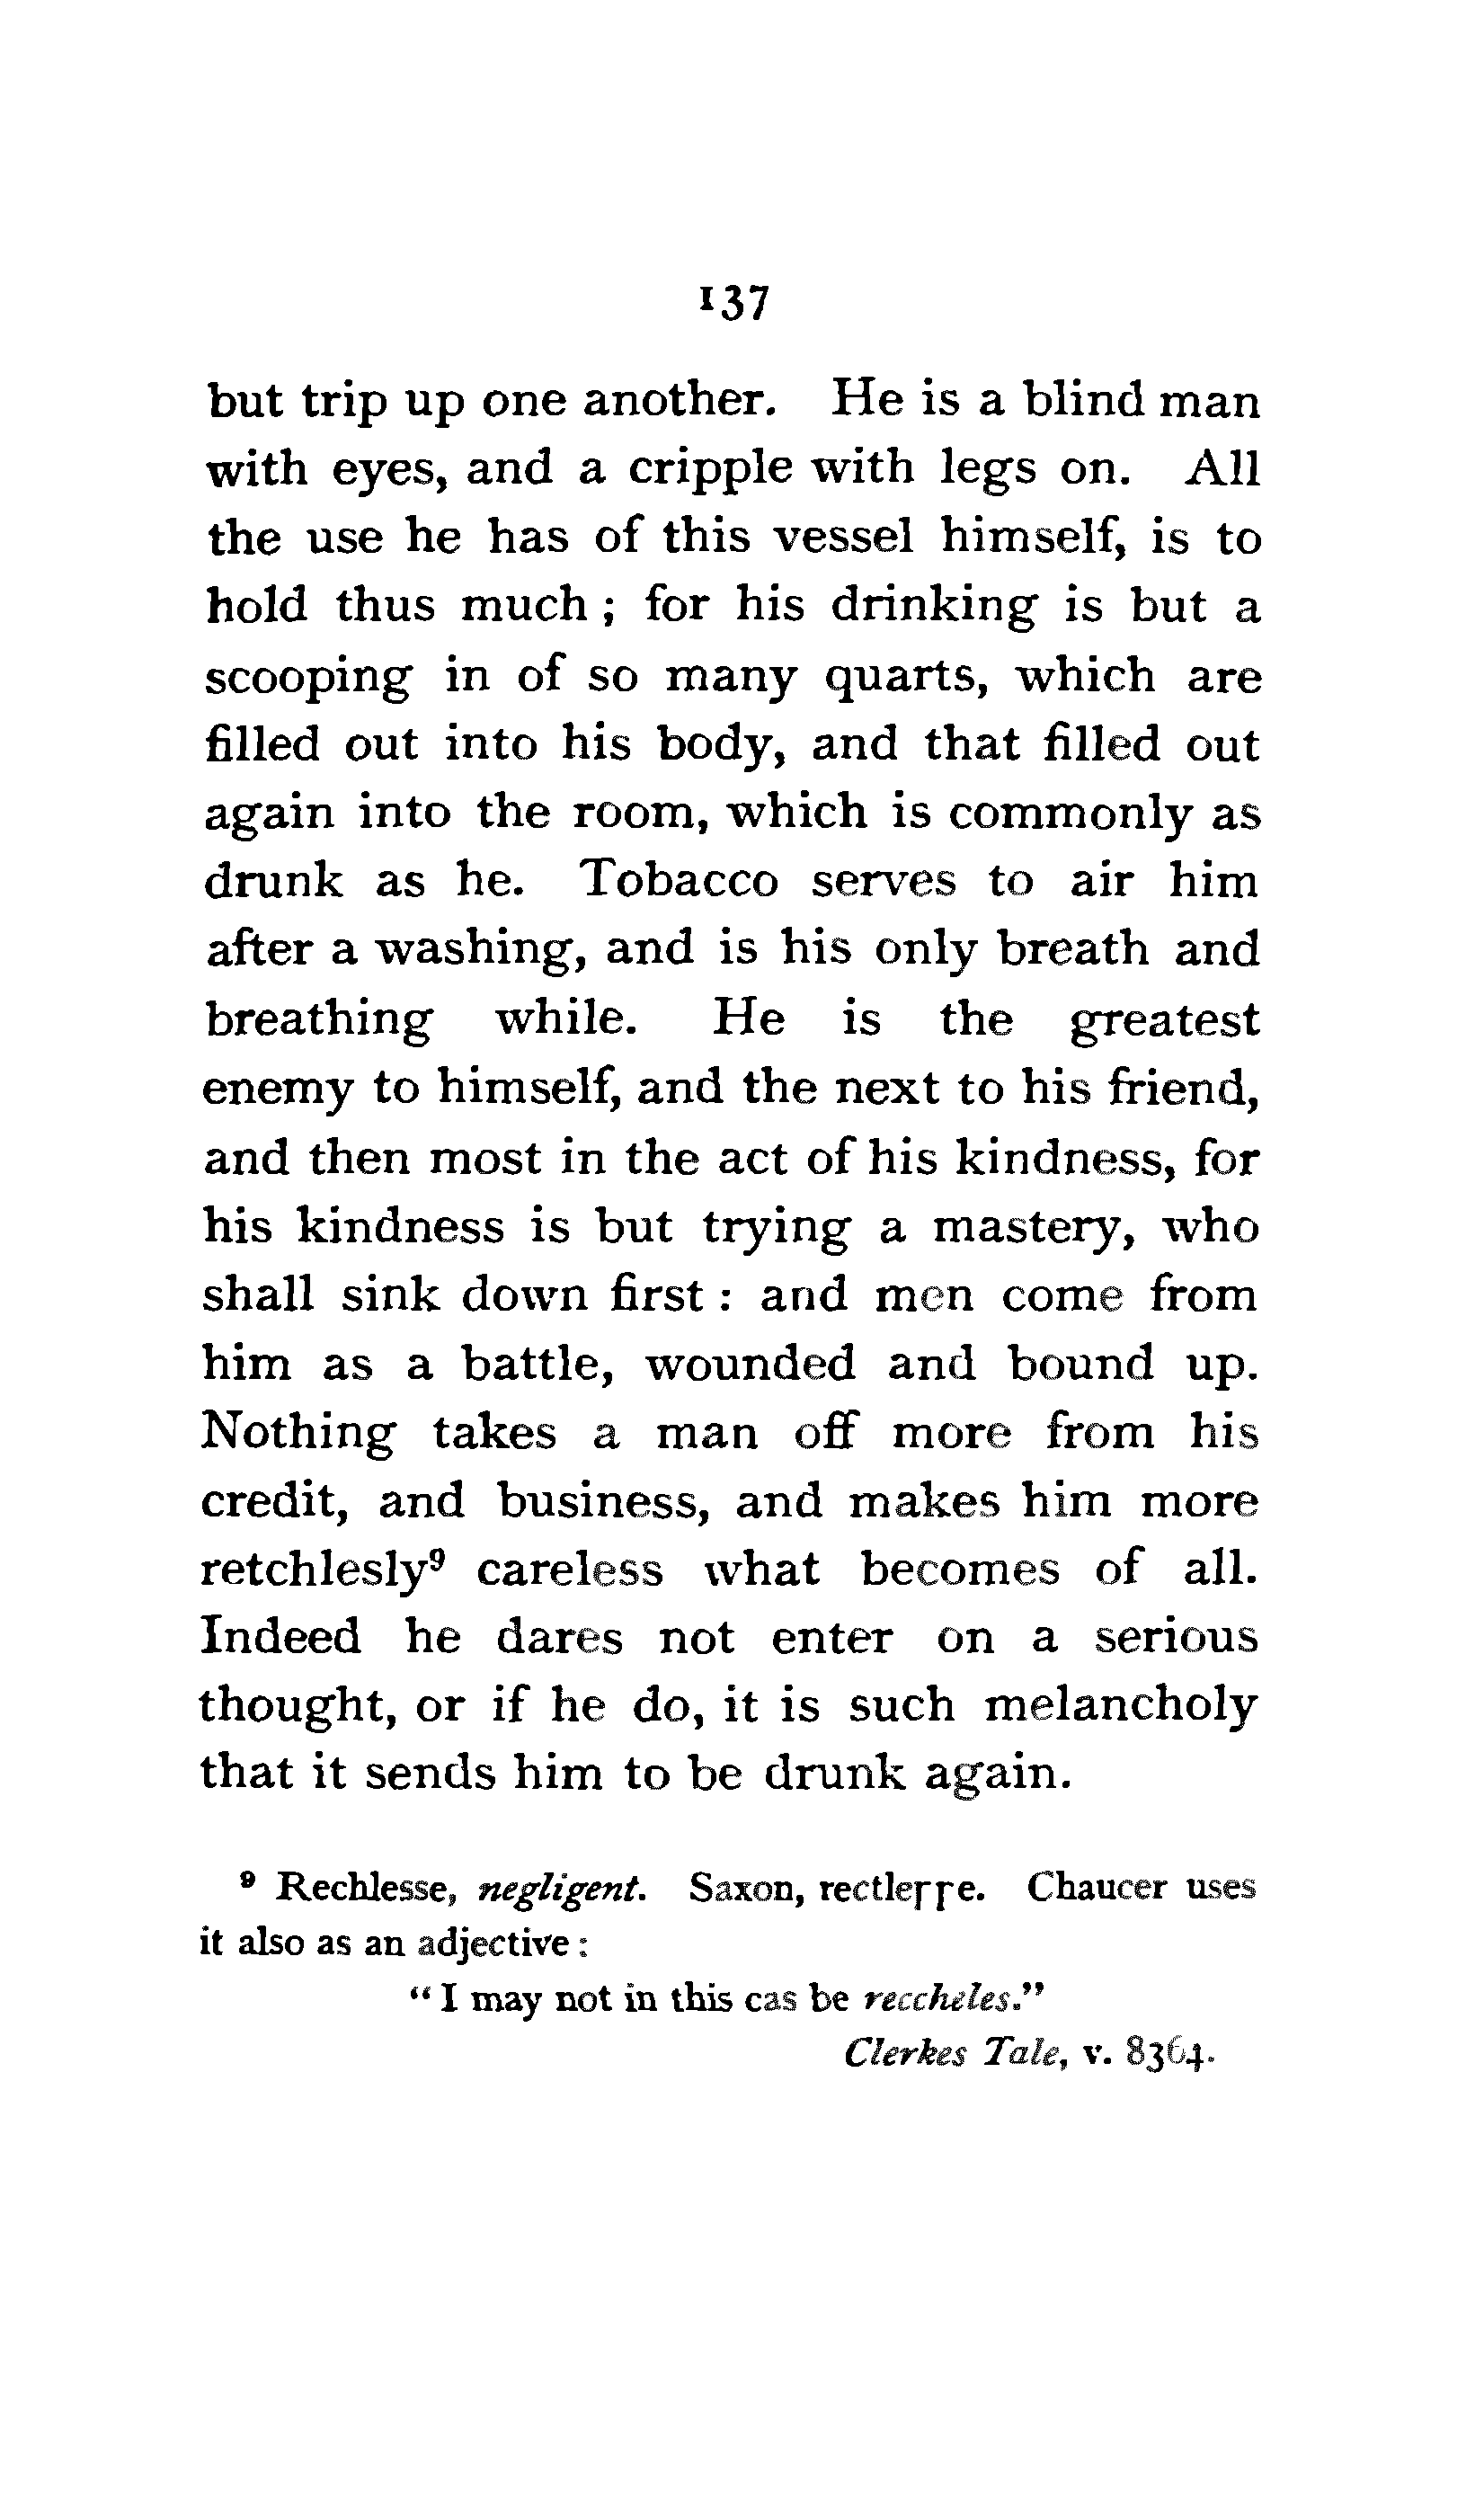 137
but trip up one another. He is a blind man
with eyes, and a cripple with legs on. All
the use he has of this vessel himself, is to
hold thus much ; for his drinking is but a
scooping in of so many quarts, which are
filled out into his body, and that filled out
again into the room, which is commonly as
drunk as he. Tobacco serves to air him
after a washing, and is his only breath and
breathing while. He is the greatest
enemy to himself, and the next to his friend,
and then most in the act of his kindness, for
his kindness is but trying a mastery, who
shall sink down first : and men come from
him as a battle, wounded and bound up.
Nothing takes a man off more from his
credit, and business, and makes him more
retchlesly⁹ careless what becomes of all.
Indeed he dares not enter on a serious
thought, or if he do, it is such melancholy
that it sends him to be drunk again.
⁹ Rechlesse, negligent. Saxon, rectleꞅꞅe. Chaucer uses
it also as an adjective :
“ I may not in this cas be reccheles.”
Clerkes Tale, v. 8364.